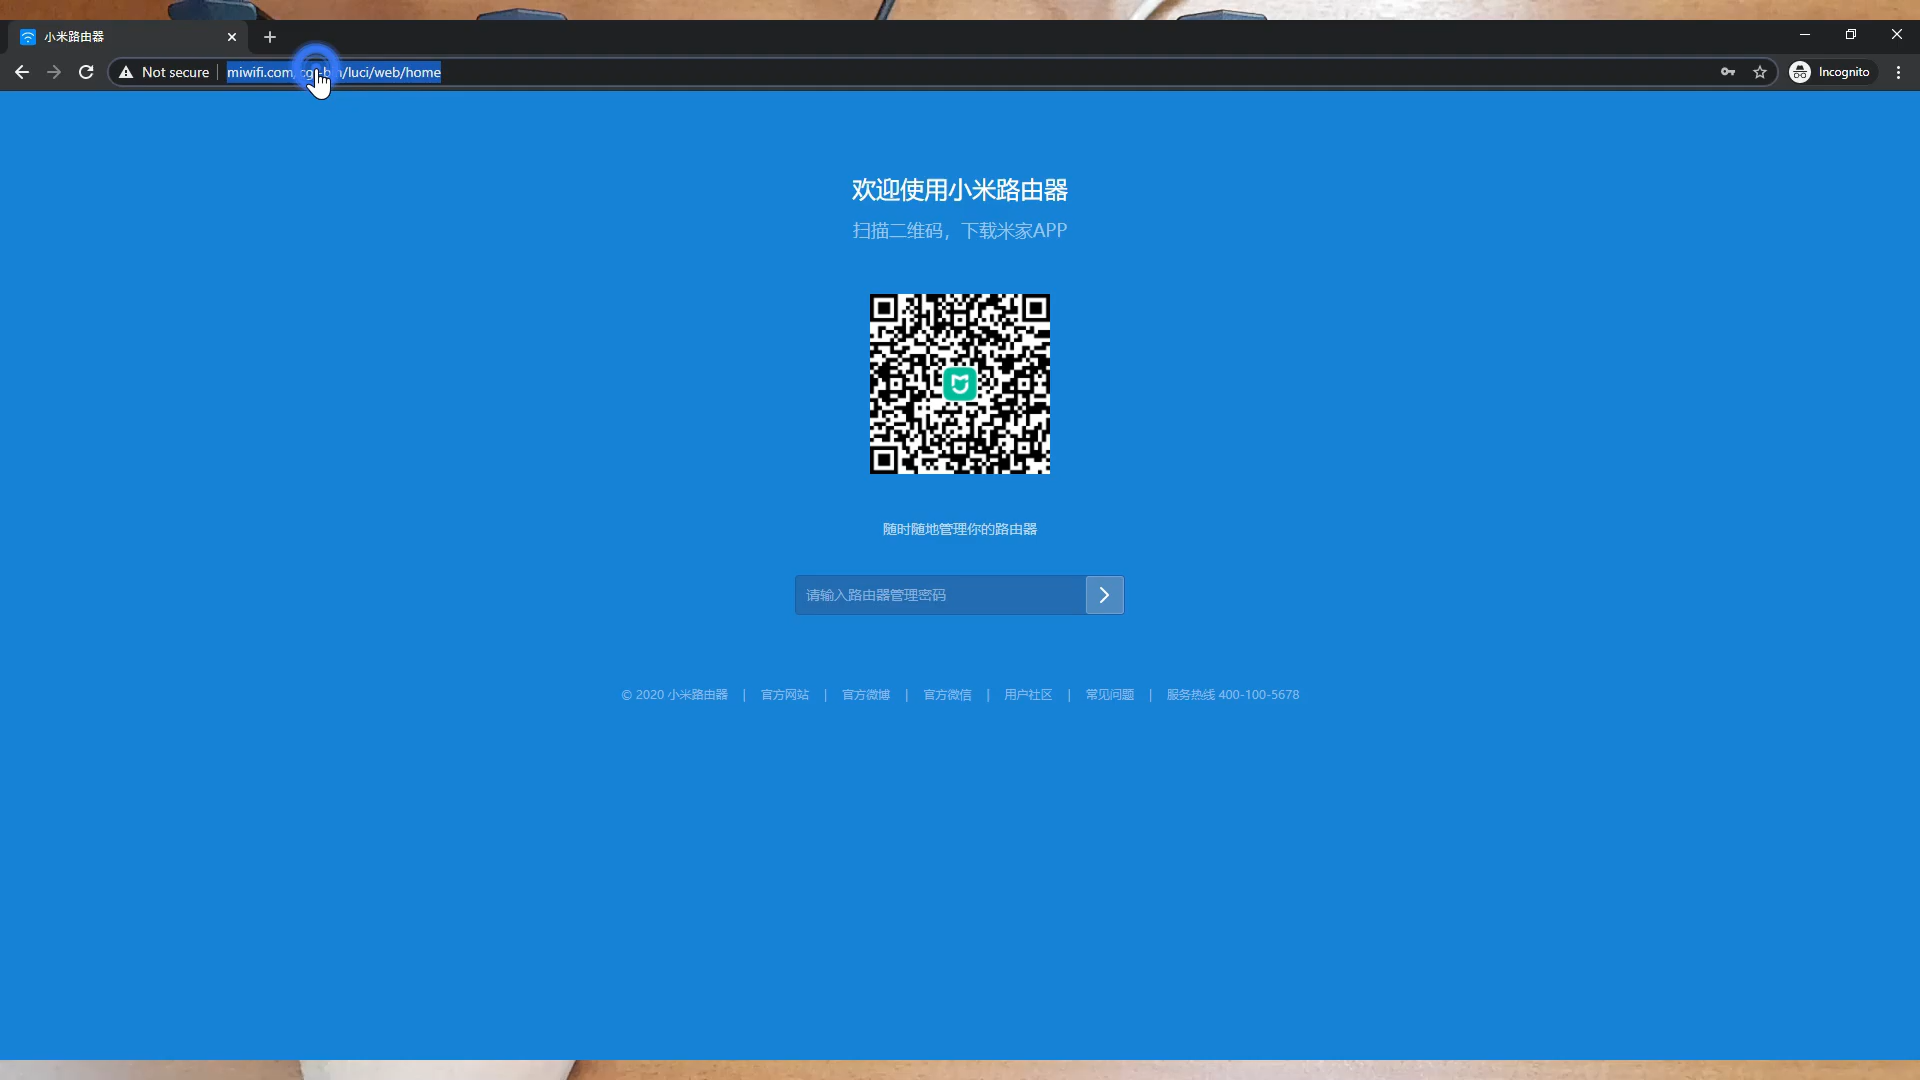 小米路由器
Not secure
miwifi.com/cgi-bin/luci/web/home
Incognito
欢迎使用小米路由器
扫描二维码，下载米家APP
随时随地管理你的路由器
请输入路由器管理密码
© 2020 小米路由器 | 官方网站 | 官方微博 | 官方微信 | 用户社区 | 常见问题 | 服务热线 400-100-5678